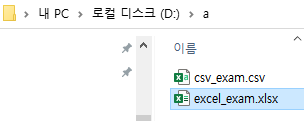 내 PC > 로컬 디스크 (D:) > a
이름
csv_exam.csv
excel_exam.xlsx